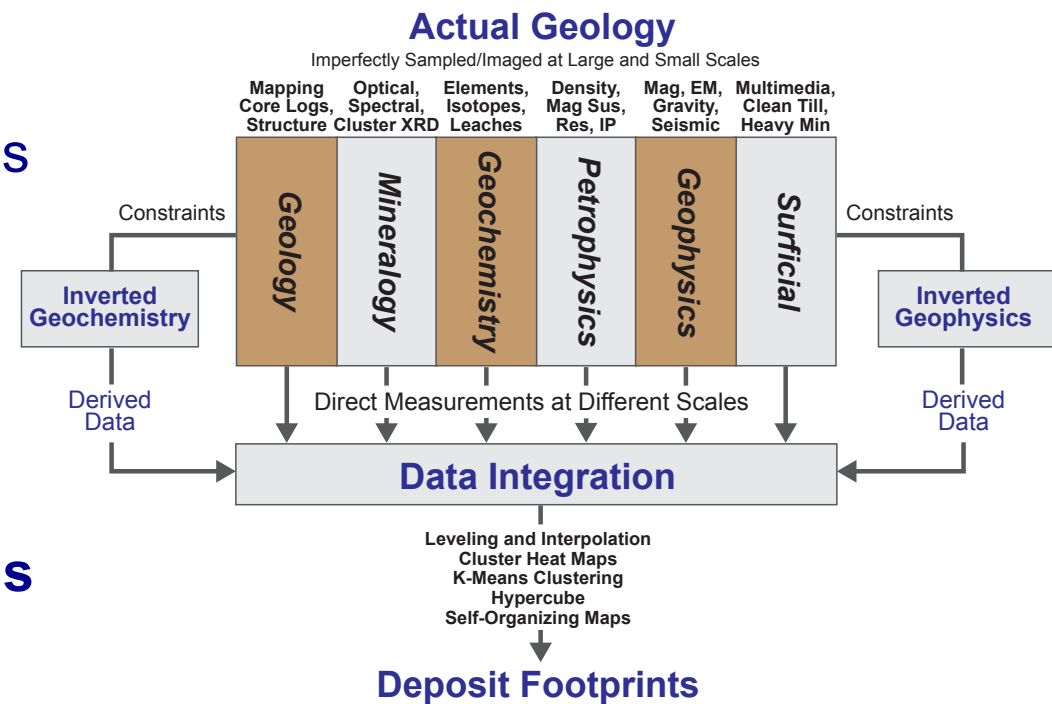 Actual Geology
Imperfectly Sampled/Imaged at Large and Small Scales
Mapping
Core Logs,
Structure
Optical,
Spectral,
Cluster XRD
Elements,
Isotopes,
Leaches
Density,
Mag Sus,
Res, IP
Mag, EM,
Gravity,
Seismic
Multimedia,
Clean Till,
Heavy Min
s
Geology
Mineralogy
Geochemistry
Petrophysics
Geophysics
Surficial
Constraints
Constraints
Inverted
Geochemistry
Inverted
Geophysics
Derived
Data
Derived
Data
Direct Measurements at Different Scales
Data Integration
Leveling and Interpolation
Cluster Heat Maps
K-Means Clustering
Hypercube
Self-Organizing Maps
s
Deposit Footprints